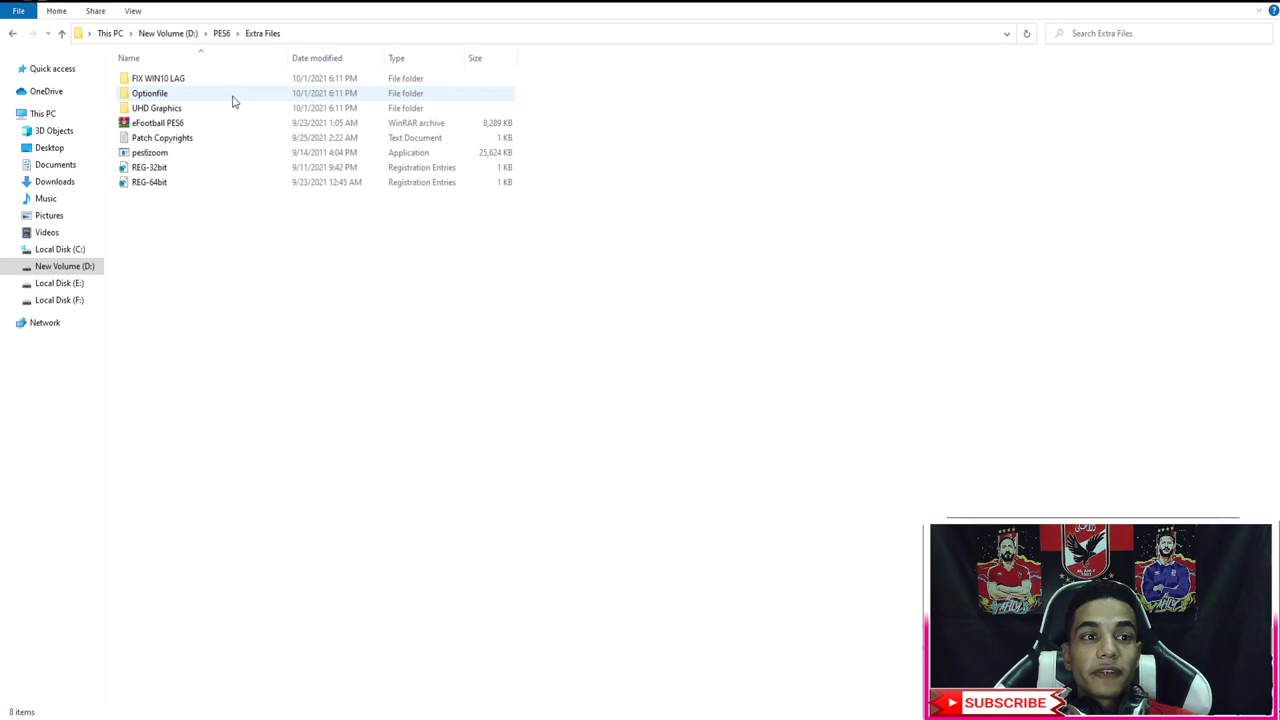 File Home Share View
This PC New Volume (D:) PES6 Extra Files Search Extra Files
Name Date modified Type Size
Quick access
OneDrive
This PC
3D Objects
Desktop
Documents
Downloads
Music
Pictures
Videos
Local Disk (C:)
New Volume (D:)
Local Disk (E:)
Local Disk (F:)
Network
FIX WIN10 LAG 10/1/2021 6:11 PM File folder
Optionfile 10/1/2021 6:11 PM File folder
UHD Graphics 10/1/2021 6:11 PM File folder
eFootball PES6 9/23/2021 1:05 AM WinRAR archive 8,289 KB
Patch Copyrights 9/25/2021 2:22 AM Text Document 1 KB
pes6zoom 9/14/2011 4:04 PM Application 25,624 KB
REG-32bit 9/11/2021 9:42 PM Registration Entries 1 KB
REG-64bit 9/23/2021 12:45 AM Registration Entries 1 KB
AL AHLY
1907
AL AHLY
SUBSCRIBE
8 items